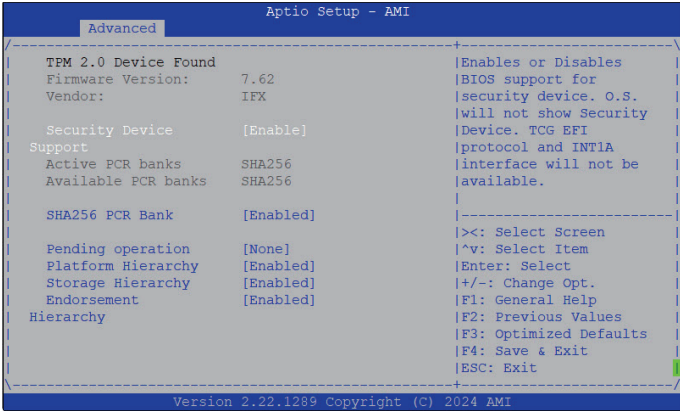 Aptio Setup - AMI
Advanced
/------------------------------------------------------+--------------------------\
| TPM 2.0 Device Found |Enables or Disables |
| Firmware Version: 7.62 |BIOS support for |
| Vendor: IFX |security device. O.S. |
| |will not show Security |
| Security Device [Enable] |Device. TCG EFI |
| Support |protocol and INT1A |
| Active PCR banks SHA256 |interface will not be |
| Available PCR banks SHA256 |available. |
| | |
| SHA256 PCR Bank [Enabled] |--------------------------|
| |><: Select Screen |
| Pending operation [None] |^v: Select Item |
| Platform Hierarchy [Enabled] |Enter: Select |
| Storage Hierarchy [Enabled] |+/-: Change Opt. |
| Endorsement [Enabled] |F1: General Help |
| Hierarchy |F2: Previous Values |
| |F3: Optimized Defaults |
| |F4: Save & Exit |
| |ESC: Exit |
\------------------------------------------------------+--------------------------/
Version 2.22.1289 Copyright (C) 2024 AMI